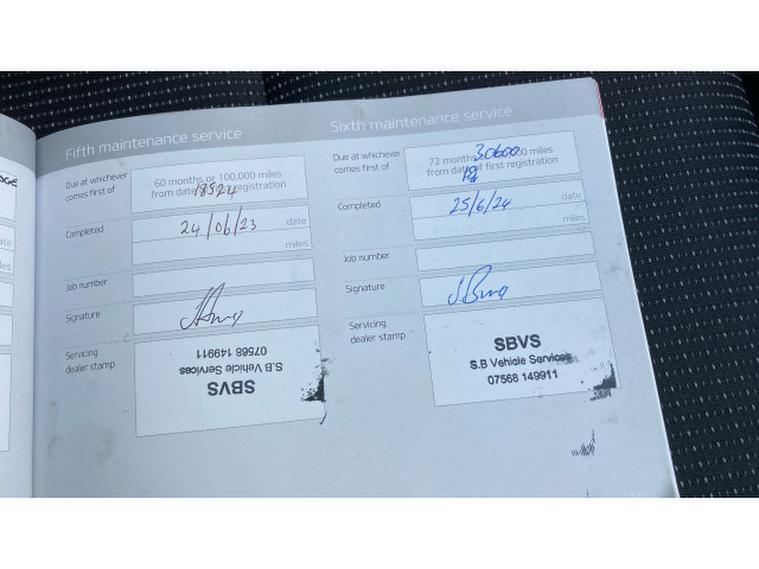 Fifth maintenance service
Due at whichever
comes first of
60 months or 100,000 miles
from date registration
18524
Completed
24/06/23
date
miles
Job number
Signature
Servicing
dealer stamp
SBVS
S.B Vehicle Services
07568 149911
Sixth maintenance service
Due at whichever
comes first of
72 months miles
from date of first registration
30600
Completed
25/6/24
date
miles
Job number
Signature
Servicing
dealer stamp
SBVS
S.B Vehicle Services
07568 149911